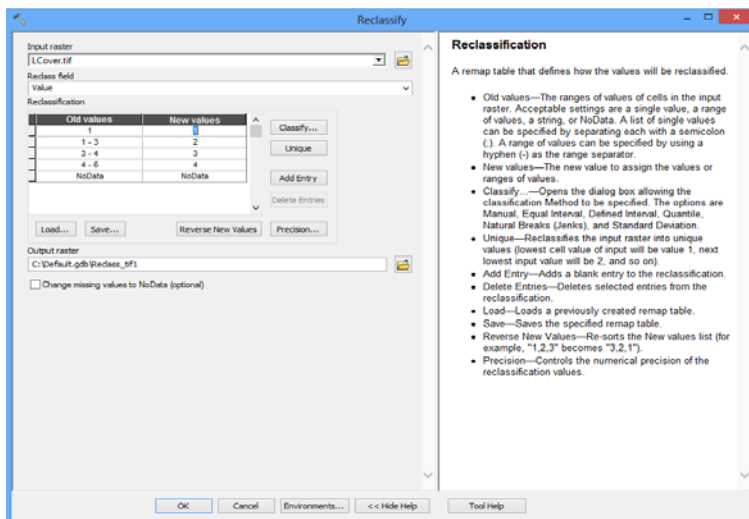 Reclassify
Input raster
LCover.tif
Reclass field
Value
Reclassification
Old values New values
1 1
1 - 3 2
3 - 4 3
4 - 6 4
NoData NoData
Classify...
Unique
Add Entry
Delete Entries
Load... Save... Reverse New Values Precision...
Output raster
C:\Default.gdb\Reclass_tif1
Change missing values to NoData (optional)
Reclassification
A remap table that defines how the values will be reclassified.
• Old values—The ranges of values of cells in the input
raster. Acceptable settings are a single value, a range
of values, a string, or NoData. A list of single values
can be specified by separating each with a semicolon
(;). A range of values can be specified by using a
hyphen (-) as the range separator.
• New values—The new value to assign the values or
ranges of values.
• Classify...—Opens the dialog box allowing the
classification Method to be specified. The options are
Manual, Equal Interval, Defined Interval, Quantile,
Natural Breaks (Jenks), and Standard Deviation.
• Unique—Reclassifies the input raster into unique
values (lowest cell value of input will be value 1, next
lowest input value will be 2, and so on).
• Add Entry—Adds a blank entry to the reclassification.
• Delete Entries—Deletes selected entries from the
reclassification.
• Load—Loads a previously created remap table.
• Save—Saves the specified remap table.
• Reverse New Values—Re-sorts the New values list (for
example, "1,2,3" becomes "3,2,1").
• Precision—Controls the numerical precision of the
reclassification values.
OK Cancel Environments... << Hide Help Tool Help